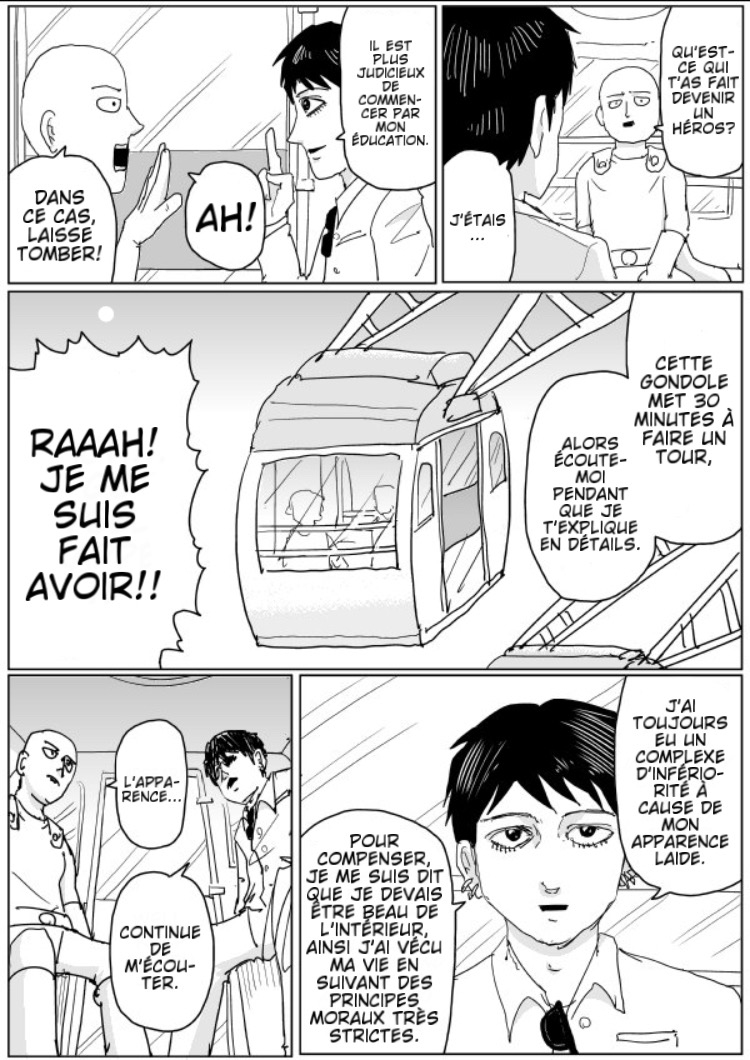 QU'EST-
CE QUI
T'AS FAIT
DEVENIR
UN
HÉROS?
J'ÉTAIS
...
IL EST
PLUS
JUDICIEUX
DE
COMMEN-
CER PAR
MON
ÉDUCATION.
AH!
DANS
CE CAS,
LAISSE
TOMBER!
CETTE
GONDOLE
MET 30
MINUTES À
FAIRE UN
TOUR,
ALORS
ÉCOUTE-
MOI
PENDANT
QUE JE
T'EXPLIQUE
EN DÉTAILS.
RAAAH!
JE ME
SUIS
FAIT
AVOIR!!
J'AI
TOUJOURS
EU UN
COMPLEXE
D'INFÉRIO-
RITÉ À
CAUSE DE
MON
APPARENCE
LAIDE.
POUR
COMPENSER,
JE ME SUIS DIT
QUE JE DEVAIS
ÊTRE BEAU DE
L'INTÉRIEUR,
AINSI J'AI VÉCU
MA VIE EN
SUIVANT DES
PRINCIPES
MORAUX TRÈS
STRICTES.
L'APPA-
RENCE...
CONTINUE
DE
M'ÉCOU-
TER.